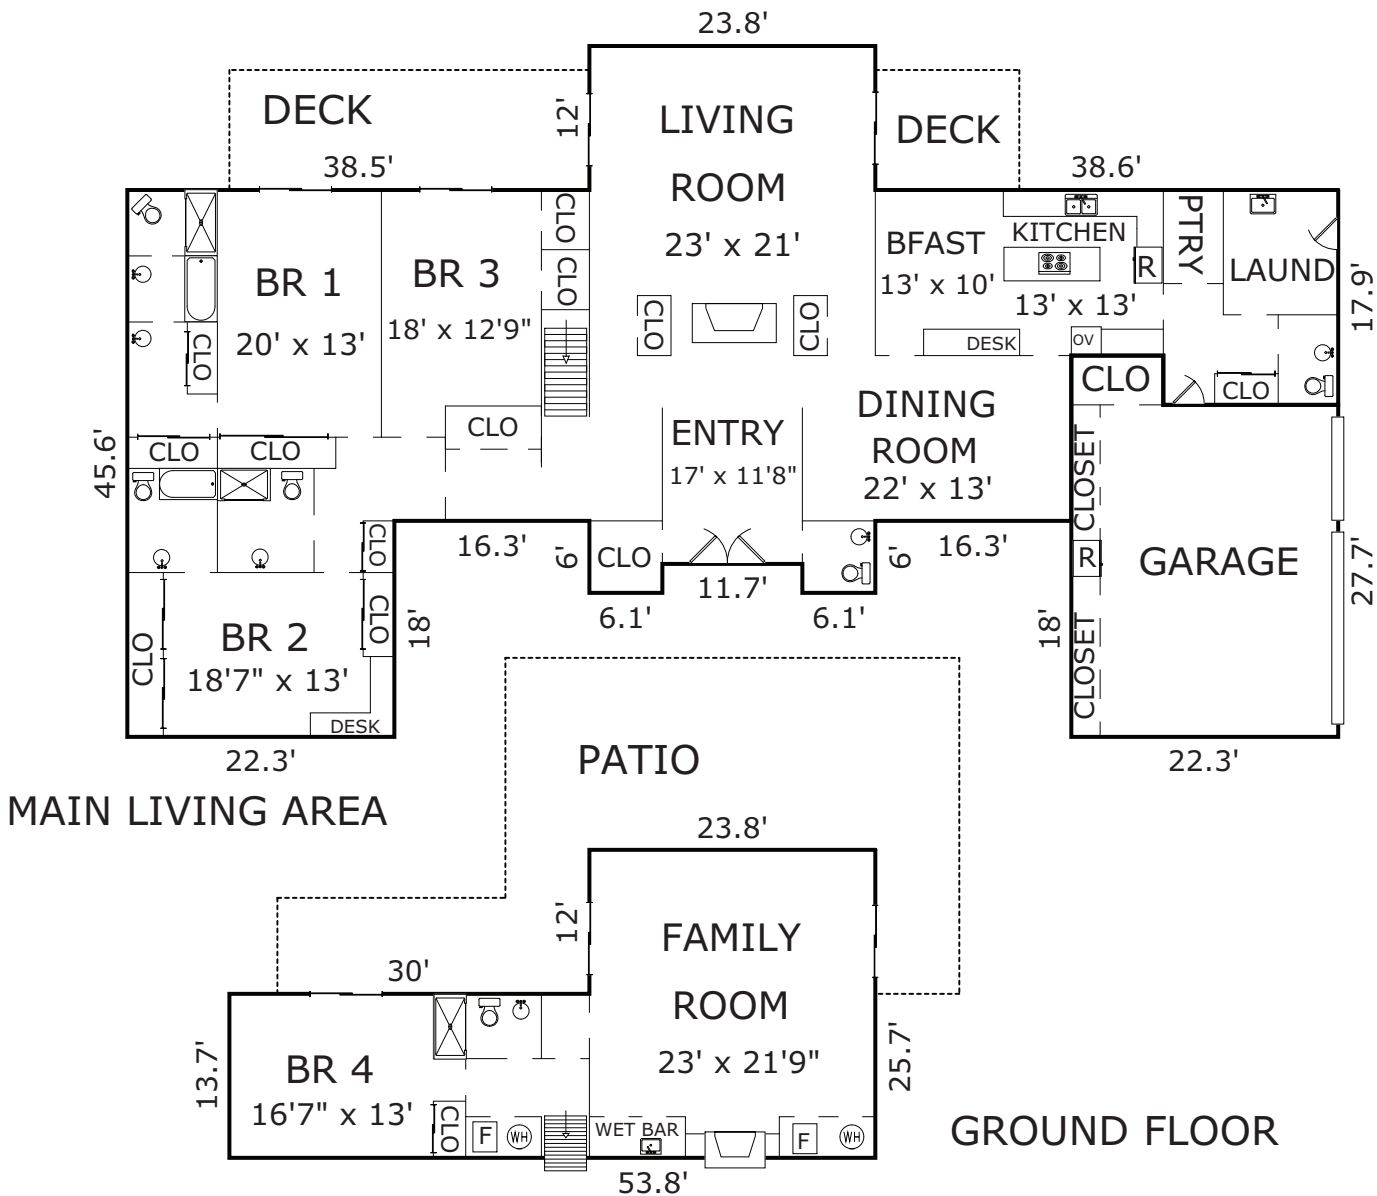 23.8'
DECK
12'
LIVING
ROOM
23' x 21'
DECK
38.5'
38.6'
CLO
CLO
BR 1
20' x 13'
BR 3
18' x 12'9"
BFAST
13' x 10'
KITCHEN
13' x 13'
R
PTRY
LAUND
17.9'
CLO
CLO
CLO
DESK
OV
CLO
CLO
45.6'
CLO
CLO
CLO
ENTRY
17' x 11'8"
DINING
ROOM
22' x 13'
CLOSET
R
CLOSET
GARAGE
27.7'
CLO
16.3'
6'
CLO
11.7'
6.1'
6.1'
6'
16.3'
CLO
BR 2
18'7" x 13'
CLO
DESK
18'
18'
22.3'
22.3'
MAIN LIVING AREA
PATIO
23.8'
12'
FAMILY
ROOM
23' x 21'9"
30'
13.7'
BR 4
16'7" x 13'
25.7'
CLO
F
WH
WET BAR
F
WH
53.8'
GROUND FLOOR